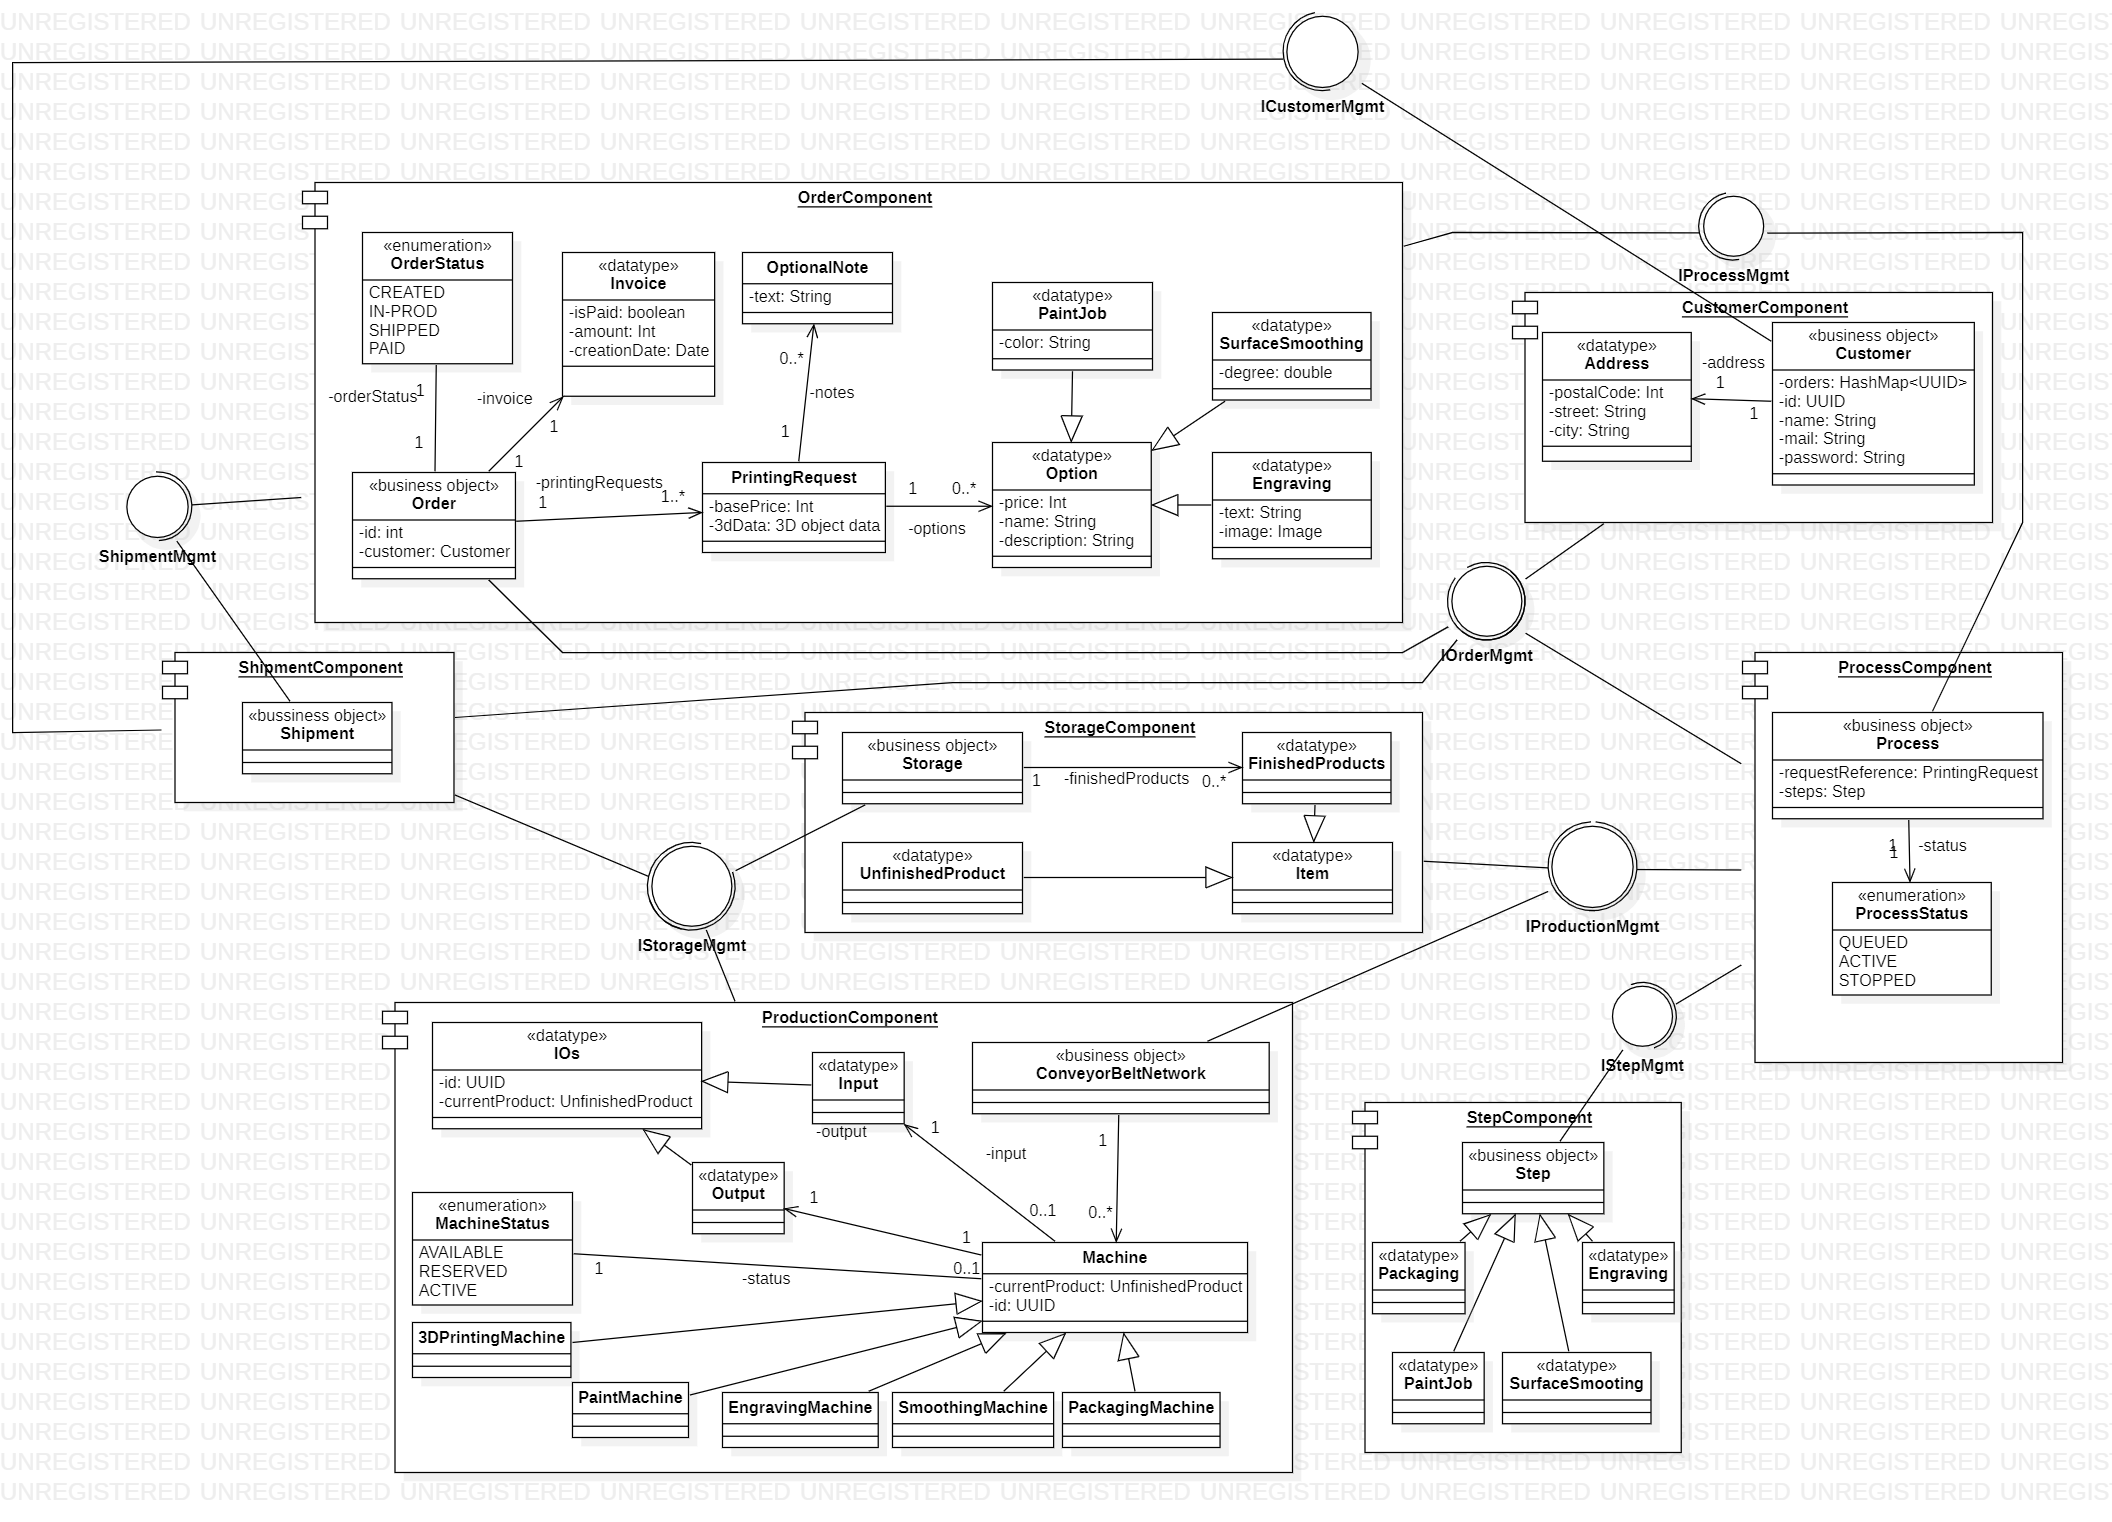 ICustomerMgmt
OrderComponent
«enumeration»
OrderStatus
CREATED
IN-PROD
SHIPPED
PAID
«datatype»
Invoice
-isPaid: boolean
-amount: Int
-creationDate: Date
OptionalNote
-text: String
«datatype»
PaintJob
-color: String
«datatype»
SurfaceSmoothing
-degree: double
IProcessMgmt
CustomerComponent
«datatype»
Address
-postalCode: Int
-street: String
-city: String
-address
1
1
«business object»
Customer
-orders: HashMap<UUID>
-id: UUID
-name: String
-mail: String
-password: String
-orderStatus
1
1
-invoice
1
1
0..*
-notes
1
«business object»
Order
-id: int
-customer: Customer
-printingRequests
1
1..*
PrintingRequest
-basePrice: Int
-3dData: 3D object data
1
0..*
-options
«datatype»
Option
-price: Int
-name: String
-description: String
«datatype»
Engraving
-text: String
-image: Image
ShipmentMgmt
IOrderMgmt
ShipmentComponent
«bussiness object»
Shipment
StorageComponent
«business object»
Storage
1
-finishedProducts
0..*
«datatype»
FinishedProducts
«datatype»
UnfinishedProduct
«datatype»
Item
ProcessComponent
«business object»
Process
-requestReference: PrintingRequest
-steps: Step
1
1
-status
«enumeration»
ProcessStatus
QUEUED
ACTIVE
STOPPED
IStorageMgmt
IProductionMgmt
IStepMgmt
ProductionComponent
«datatype»
IOs
-id: UUID
-currentProduct: UnfinishedProduct
«datatype»
Input
-output
1
-input
0..1
«business object»
ConveyorBeltNetwork
1
0..*
«datatype»
Output
1
1
«enumeration»
MachineStatus
AVAILABLE
RESERVED
ACTIVE
1
-status
0..1
Machine
-currentProduct: UnfinishedProduct
-id: UUID
3DPrintingMachine
PaintMachine
EngravingMachine
SmoothingMachine
PackagingMachine
StepComponent
«business object»
Step
«datatype»
Packaging
«datatype»
Engraving
«datatype»
PaintJob
«datatype»
SurfaceSmooting
UNREGISTERED UNREGISTERED UNREGISTERED UNREGISTERED UNREGISTERED UNREGISTERED UNREGISTERED UNREGISTERED UNREGISTERED UNREGISTERED